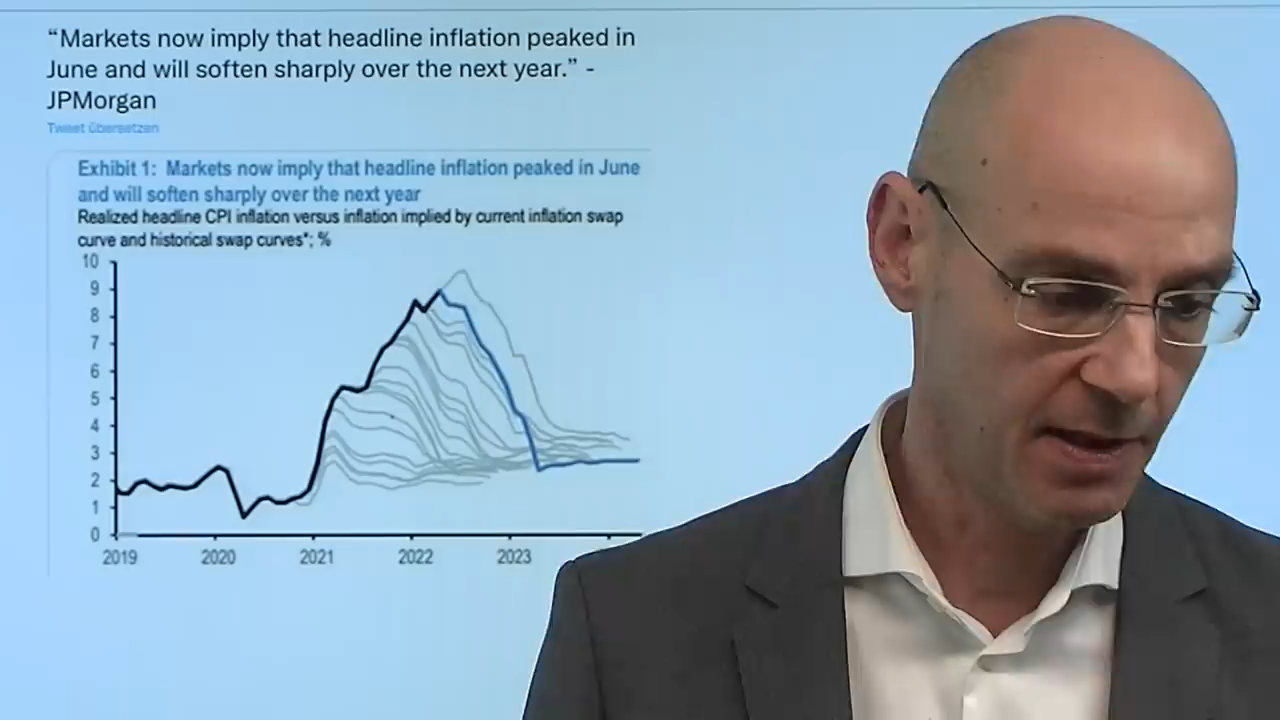 “Markets now imply that headline inflation peaked in
June and will soften sharply over the next year.” -
JPMorgan
Tweet übersetzen
Exhibit 1: Markets now imply that headline inflation peaked in June
and will soften sharply over the next year
Realized headline CPI inflation versus inflation implied by current inflation swap
curve and historical swap curves*; %
10
9
8
7
6
5
4
3
2
1
0
2019 2020 2021 2022 2023